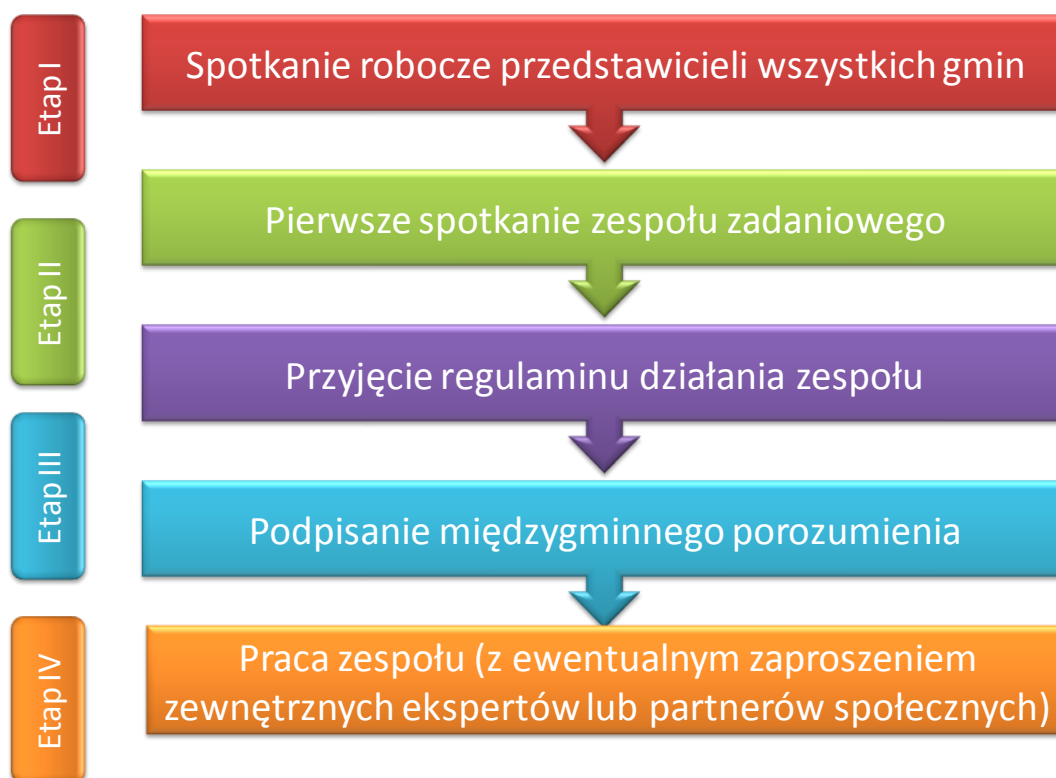 Etap I
Spotkanie robocze przedstawicieli wszystkich gmin
Etap II
Pierwsze spotkanie zespołu zadaniowego
Przyjęcie regulaminu działania zespołu
Etap III
Podpisanie międzygminnego porozumienia
Etap IV
Praca zespołu (z ewentualnym zaproszeniem
zewnętrznych ekspertów lub partnerów społecznych)